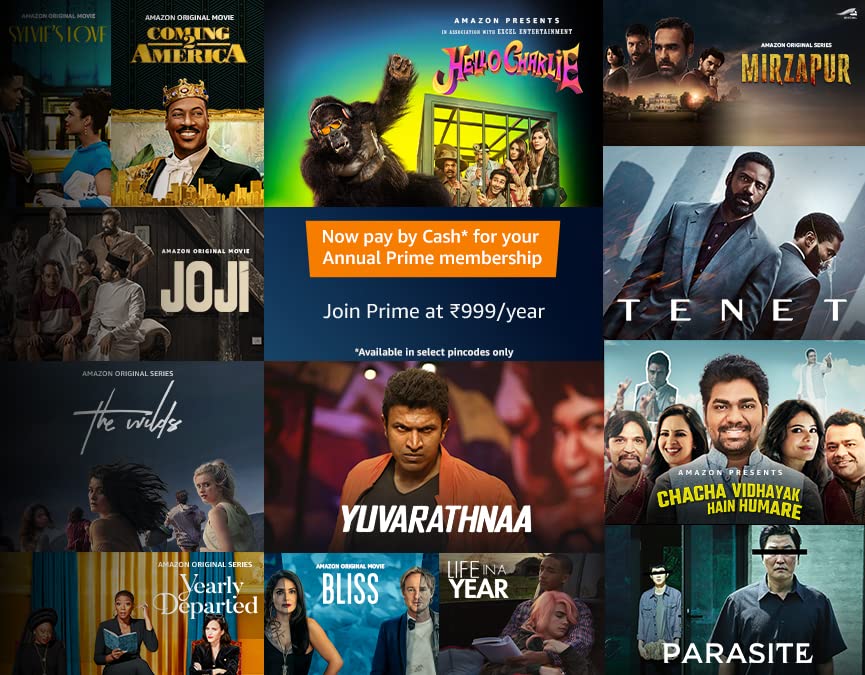 AMAZON ORIGINAL MOVIE
SYLVIE'S LOVE
AMAZON ORIGINAL MOVIE
COMING
2
AMERICA
AMAZON PRESENTS
IN ASSOCIATION WITH EXCEL ENTERTAINMENT
HELLO CHARLIE
AMAZON ORIGINAL SERIES
MIRZAPUR
AMAZON ORIGINAL MOVIE
JOJI
Now pay by Cash* for your
Annual Prime membership
Join Prime at ₹999/year
*Available in select pincodes only
TENET
AMAZON ORIGINAL SERIES
the wilds
YUVARATHNAA
AMAZON PRESENTS
CHACHA VIDHAYAK
HAIN HUMARE
AMAZON ORIGINAL SERIES
Yearly
Departed
AMAZON ORIGINAL MOVIE
BLISS
LIFE IN A
YEAR
PARASITE